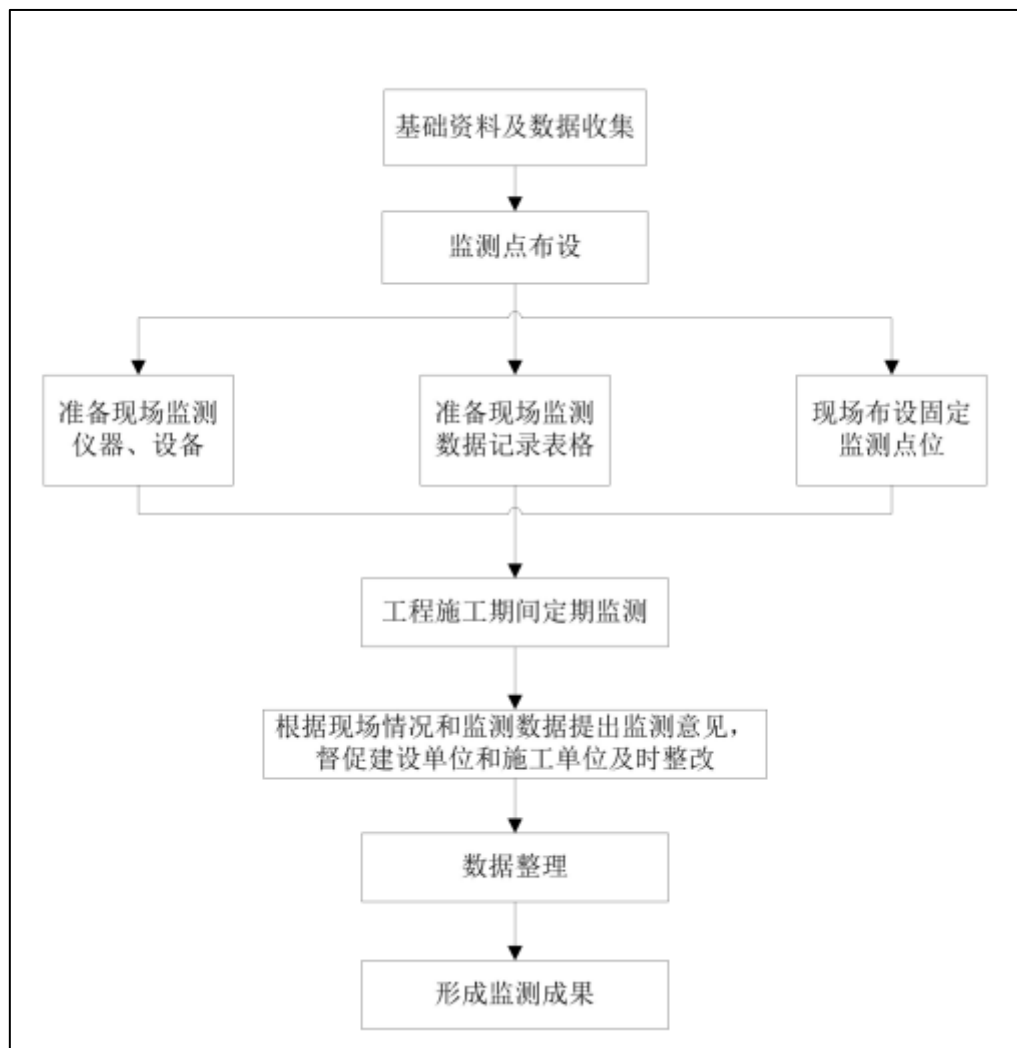 基础资料及数据收集
监测点布设
准备现场监测
仪器、设备
准备现场监测
数据记录表格
现场布设固定
监测点位
工程施工期间定期监测
根据现场情况和监测数据提出监测意见，
督促建设单位和施工单位及时整改
数据整理
形成监测成果